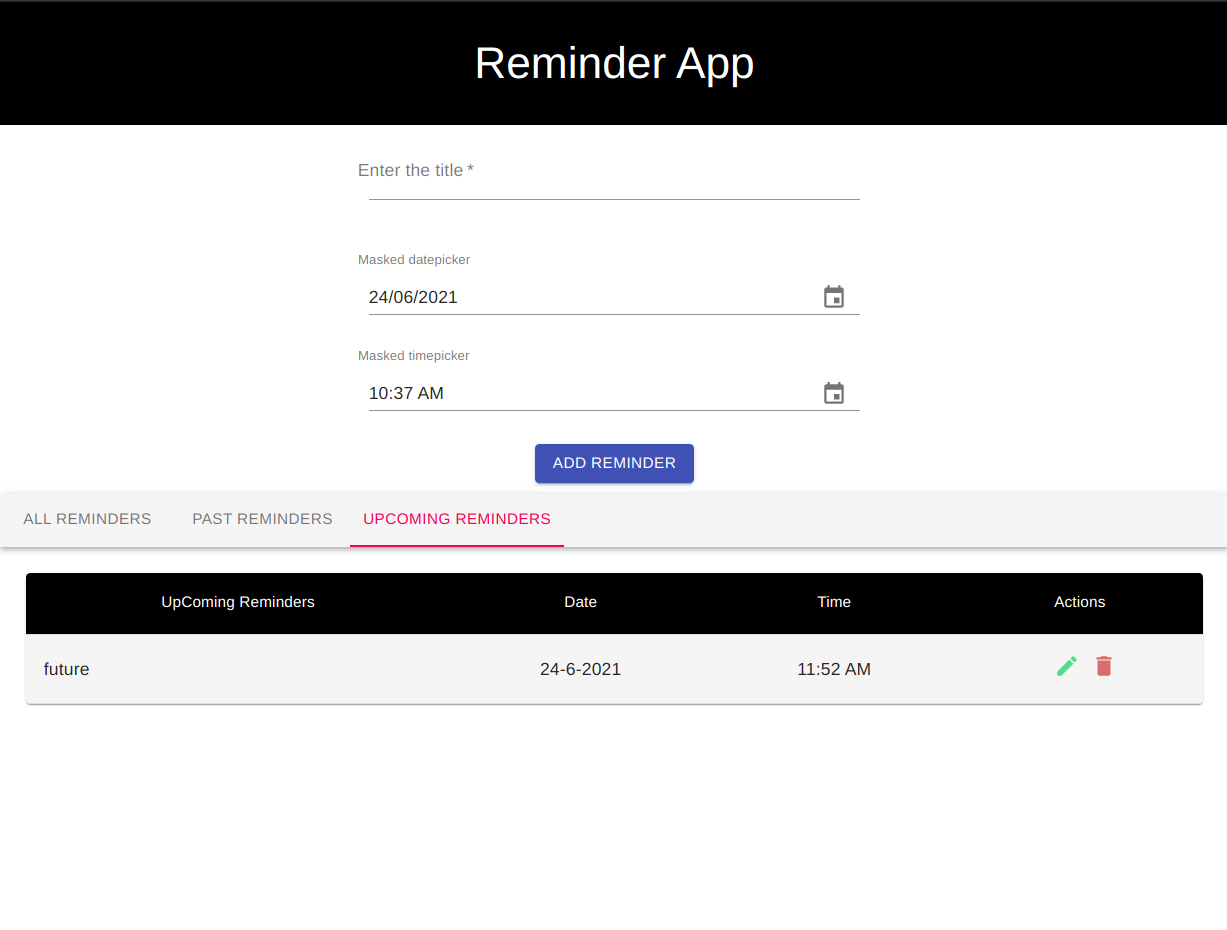 Reminder App
Enter the title *
Masked datepicker
24/06/2021
Masked timepicker
10:37 AM
ADD REMINDER
ALL REMINDERS PAST REMINDERS UPCOMING REMINDERS
UpComing Reminders Date Time Actions
future 24-6-2021 11:52 AM